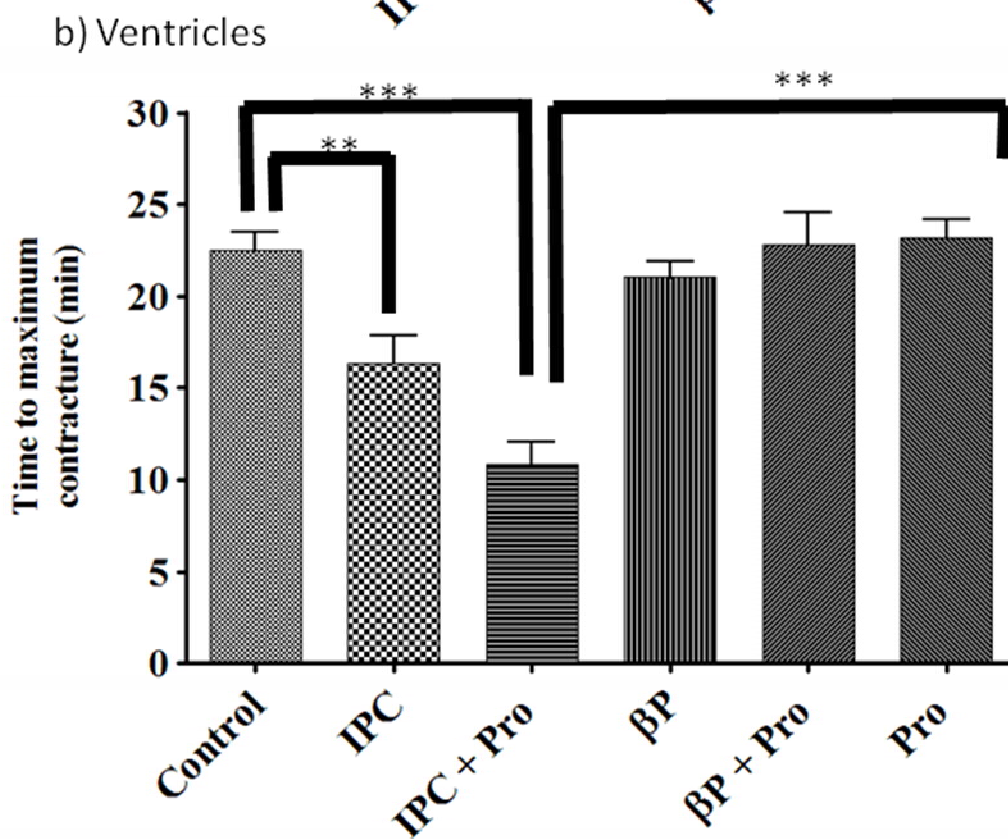 b) Ventricles
***
***
**
30
25
20
15
10
5
0
Time to maximum
contracture (min)
Control
IPC
IPC + Pro
βP
βP + Pro
Pro